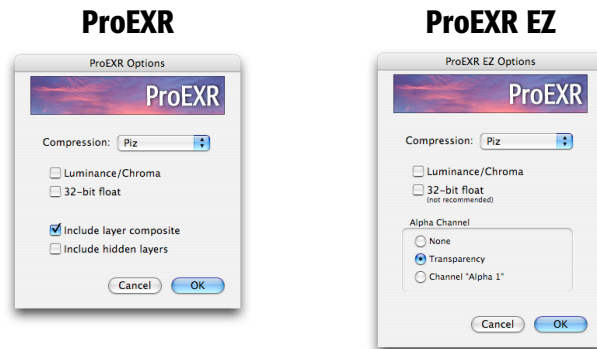 ProEXR
ProEXR Options
ProEXR
Compression: Piz
Luminance/Chroma
32-bit float
Include layer composite
Include hidden layers
Cancel OK
ProEXR EZ
ProEXR EZ Options
ProEXR
Compression: Piz
Luminance/Chroma
32-bit float
(not recommended)
Alpha Channel
None
Transparency
Channel "Alpha 1"
Cancel OK